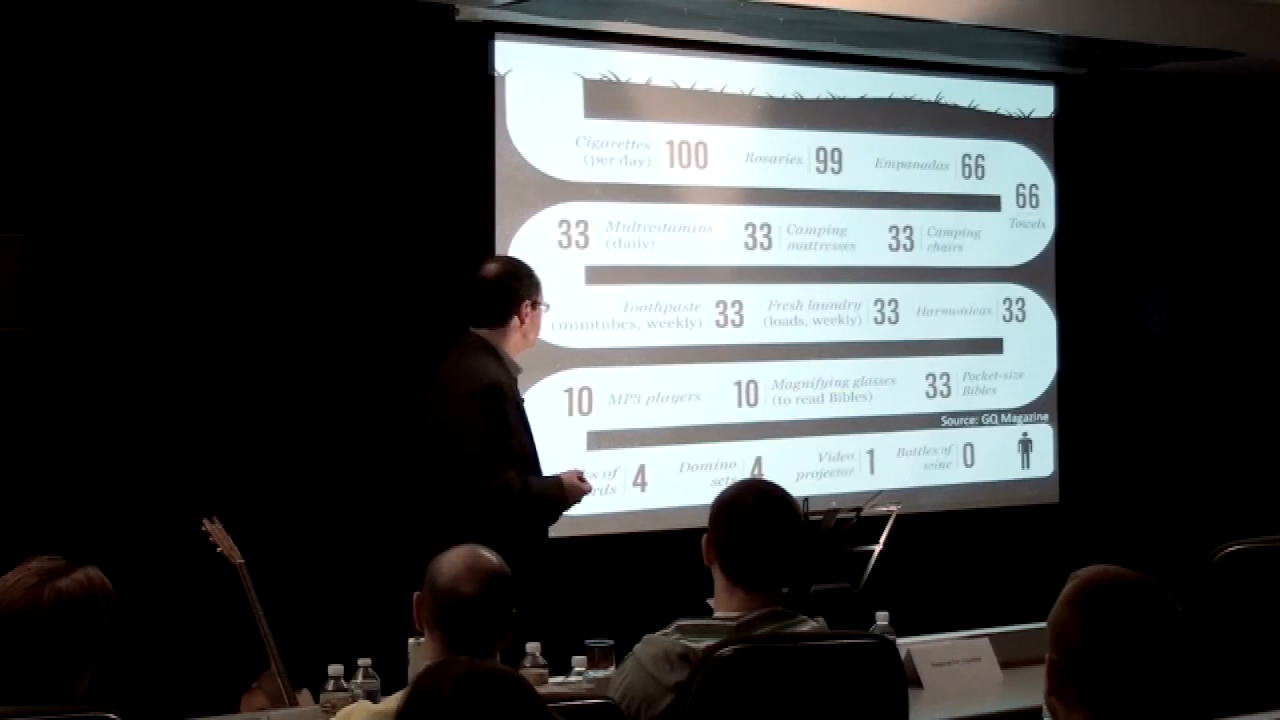 Cigarettes (per day) 100
Rosaries 99
Empanadas 66
66 Towels
33 Multivitamins (daily)
33 Camping mattresses
33 Camping chairs
Toothpaste (minitubes, weekly) 33
Fresh laundry (loads, weekly) 33
Harmonicas 33
10 MP3 players
10 Magnifying glasses (to read Bibles)
33 Pocket-size Bibles
Source: GQ Magazine
of 4
Domino sets 4
Video projector 1
Bottles of wine 0